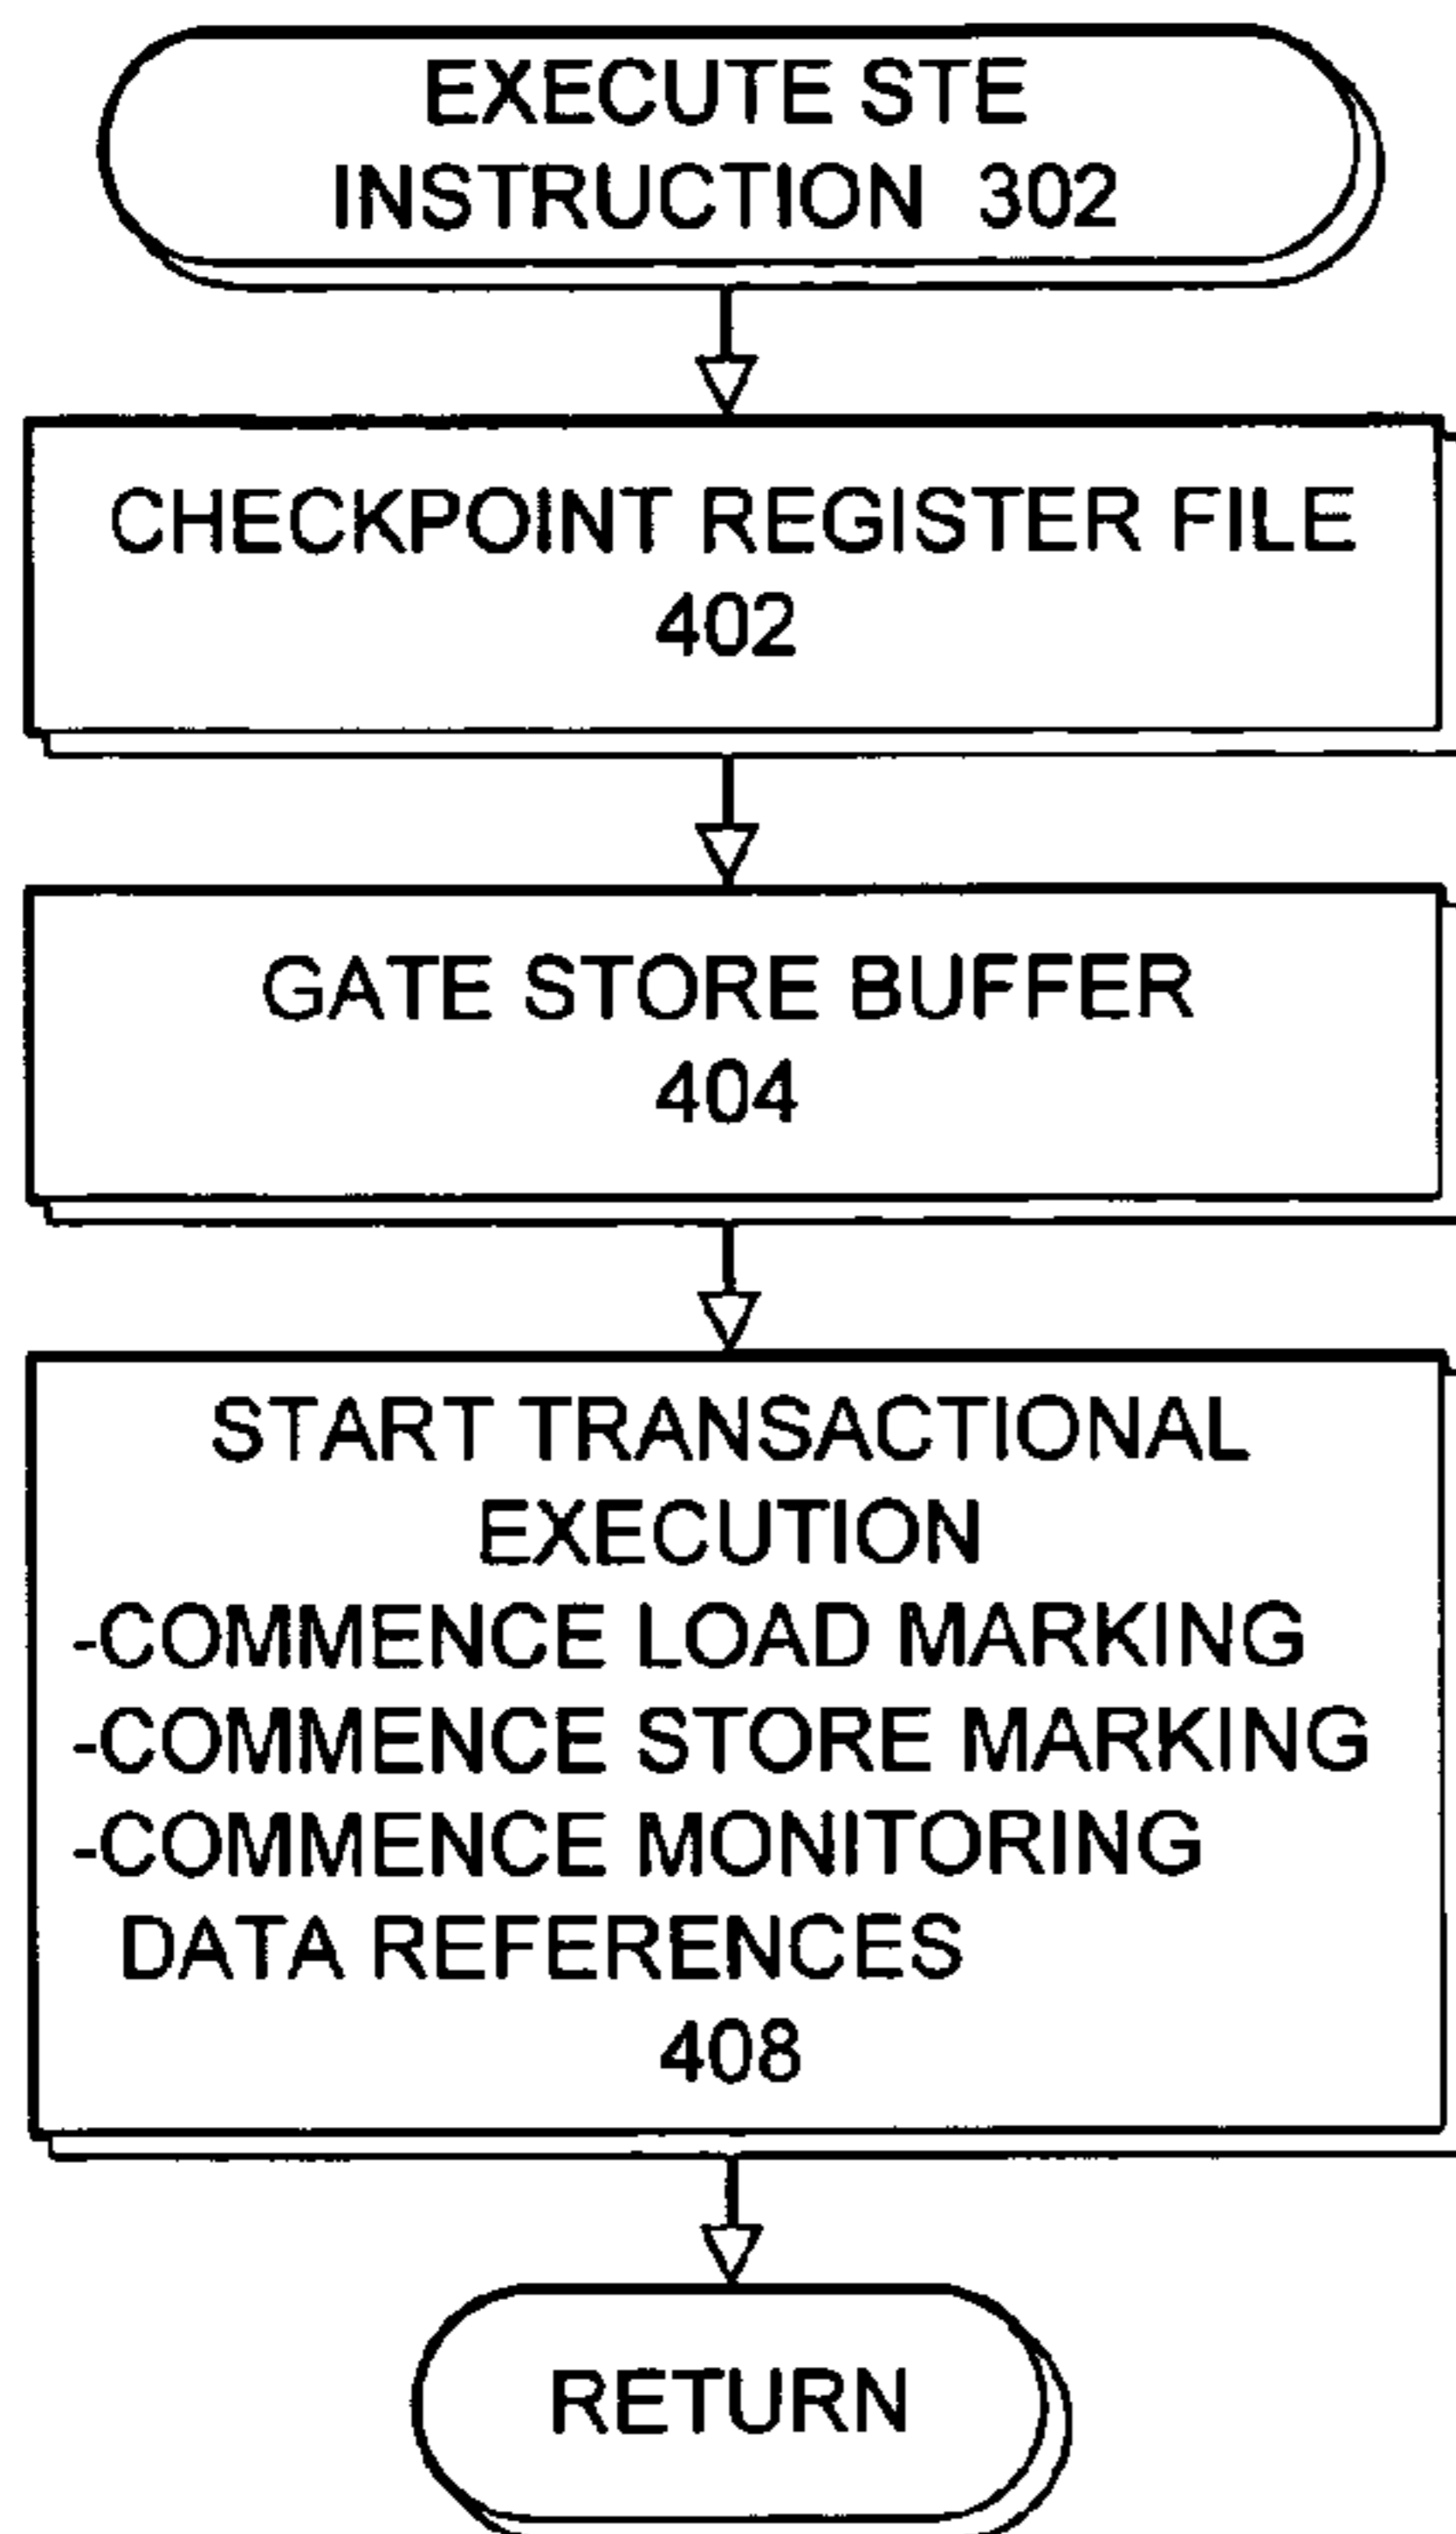 EXECUTE STE
INSTRUCTION 302
CHECKPOINT REGISTER FILE
402
GATE STORE BUFFER
404
START TRANSACTIONAL
EXECUTION
-COMMENCE LOAD MARKING
-COMMENCE STORE MARKING
-COMMENCE MONITORING
DATA REFERENCES
408
RETURN